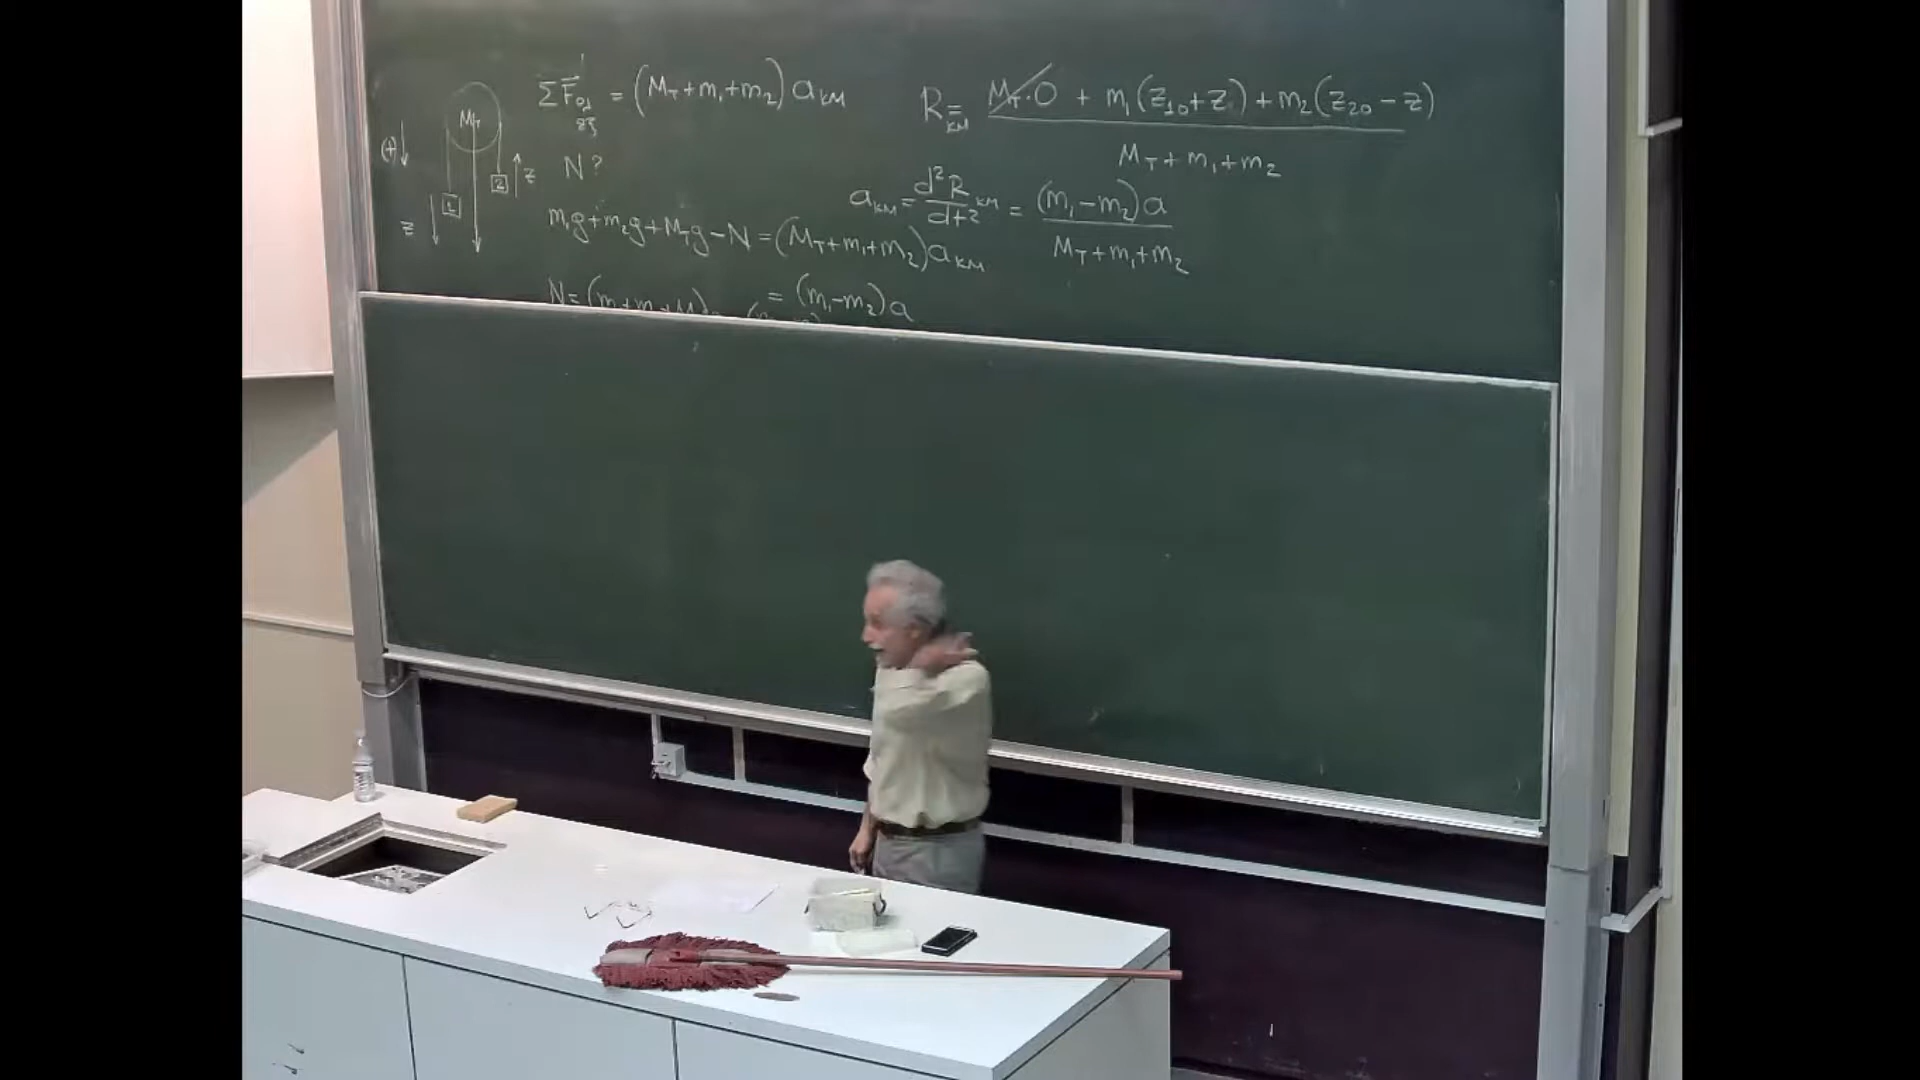 M_T
(+)
1
2
z
z
ΣF⃗_εξ = (M_T+m_1+m_2) a_KM
N?
m_1g+m_2g+M_Tg-N = (M_T+m_1+m_2) a_KM
= (m_1-m_2)a
R_KM = M_T·0 + m_1(z_10+z) + m_2(z_20-z) / M_T+m_1+m_2
a_KM = d²R_KM/dt² = (m_1-m_2)a / M_T+m_1+m_2